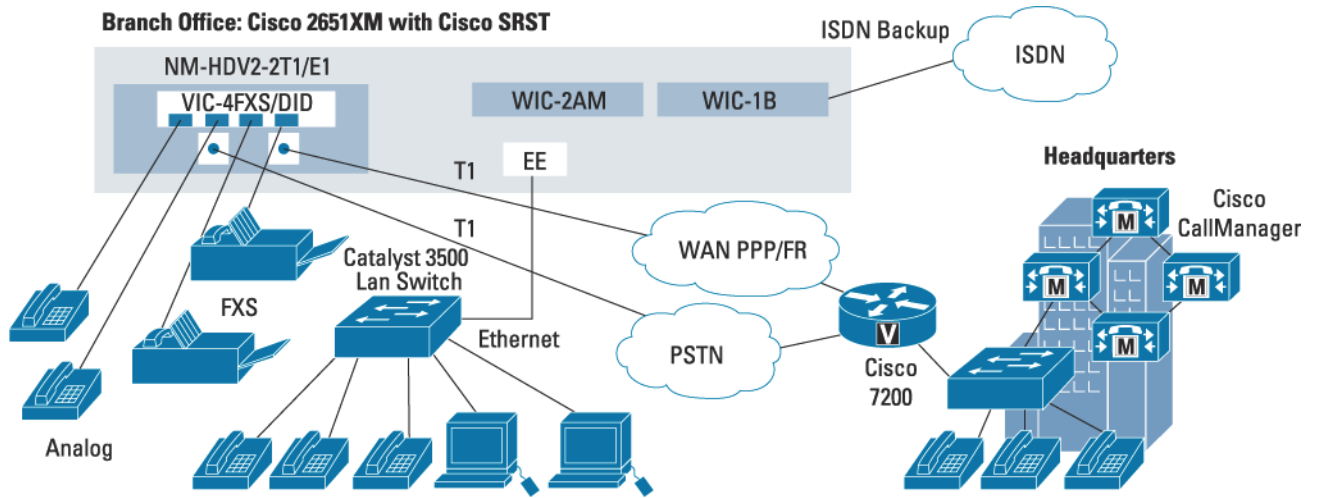 Branch Office: Cisco 2651XM with Cisco SRST
ISDN Backup
ISDN
NM-HDV2-2T1/E1
VIC-4FXS/DID
WIC-2AM
WIC-1B
EE
T1
T1
Headquarters
Cisco
CallManager
M
M
M
M
WAN PPP/FR
Catalyst 3500
Lan Switch
FXS
Ethernet
PSTN
V
Cisco
7200
Analog